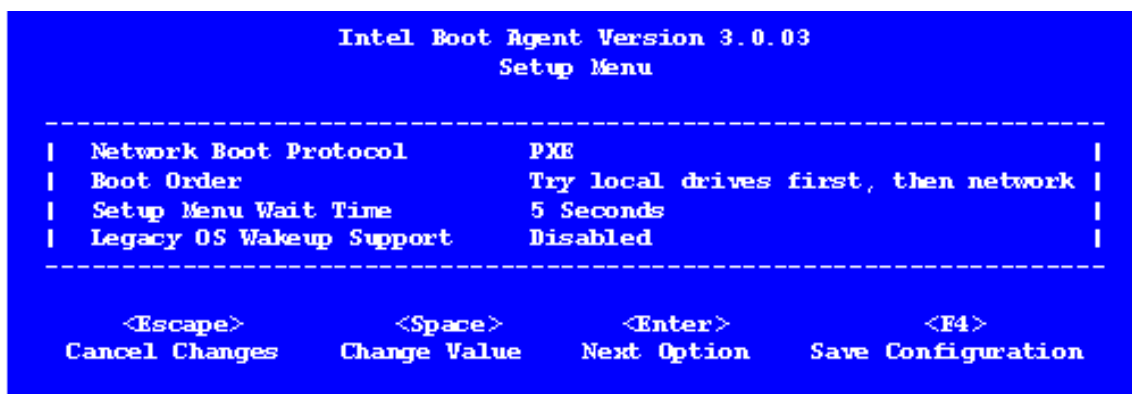 Intel Boot Agent Version 3.0.03
Setup Menu
Network Boot Protocol PXE
Boot Order Try local drives first, then network
Setup Menu Wait Time 5 Seconds
Legacy OS Wakeup Support Disabled
<Escape> <Space> <Enter> <F4>
Cancel Changes Change Value Next Option Save Configuration